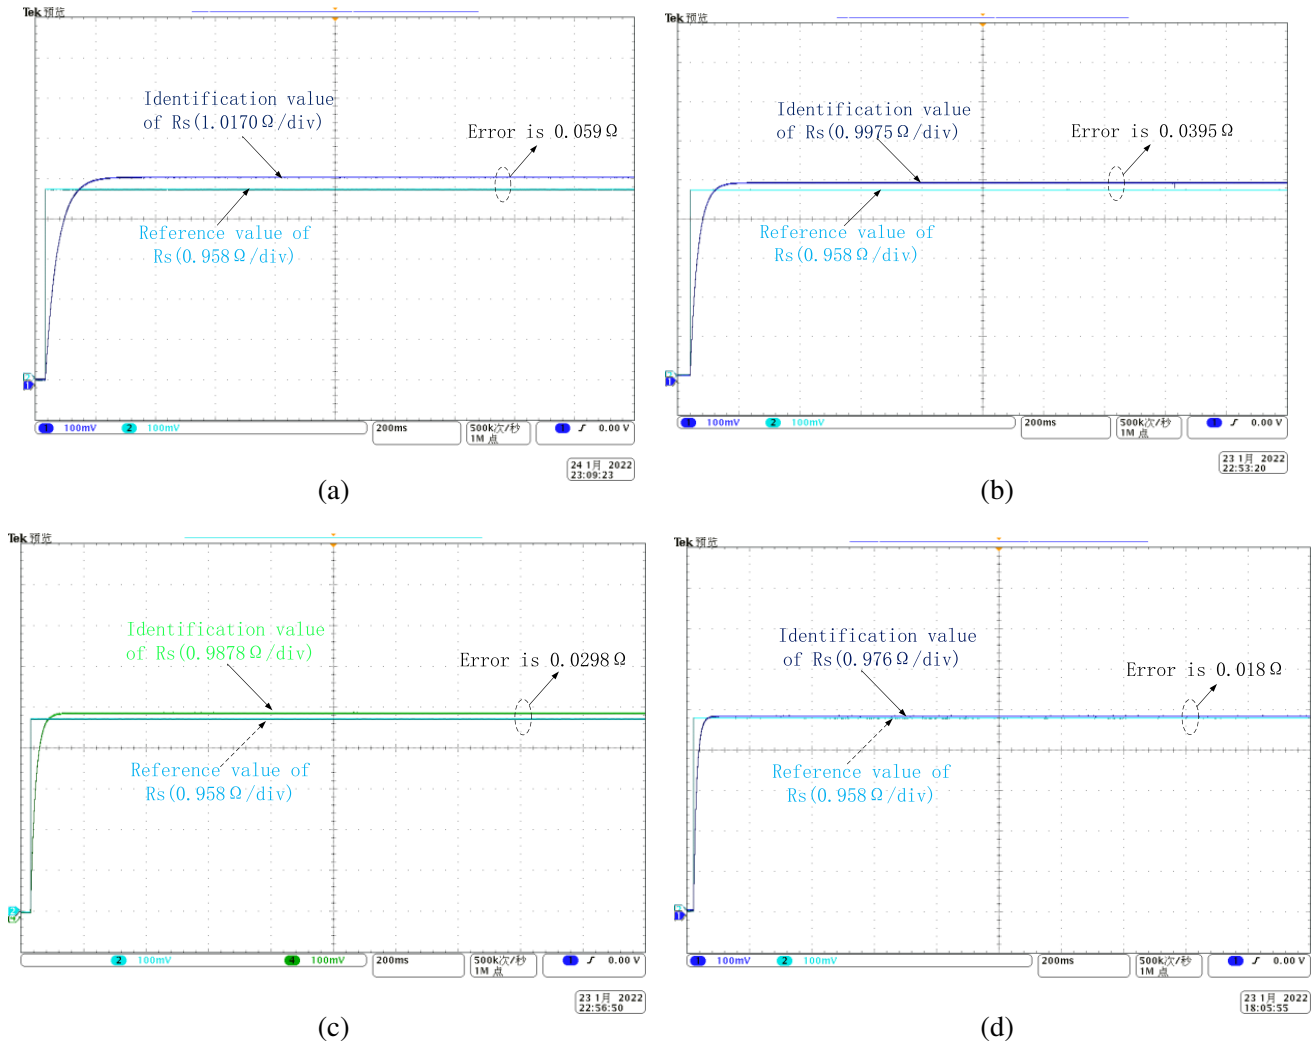 Tek 预览
Identification value
of Rs(1.0170Ω/div)
Error is 0.059Ω
Reference value of
Rs(0.958Ω/div)
1
1 100mV 2 100mV
200ms
500k次/秒
1M 点
1 0.00 V
24 1月 2022
23:09:23
(a)
Tek 预览
Identification value
of Rs(0.9975Ω/div)
Error is 0.0395Ω
Reference value of
Rs(0.958Ω/div)
1
1 100mV 2 100mV
200ms
500k次/秒
1M 点
1 0.00 V
23 1月 2022
22:53:20
(b)
Tek 预览
Identification value
of Rs(0.9878Ω/div)
Error is 0.0298Ω
Reference value of
Rs(0.958Ω/div)
2
2 100mV 4 100mV
200ms
500k次/秒
1M 点
1 0.00 V
23 1月 2022
22:56:50
(c)
Tek 预览
Identification value
of Rs(0.976Ω/div)
Error is 0.018Ω
Reference value of
Rs(0.958Ω/div)
1
1 100mV 2 100mV
200ms
500k次/秒
1M 点
1 0.00 V
23 1月 2022
18:05:55
(d)